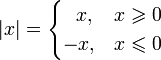 |x| = { x, x ⩾ 0
−x, x ⩽ 0